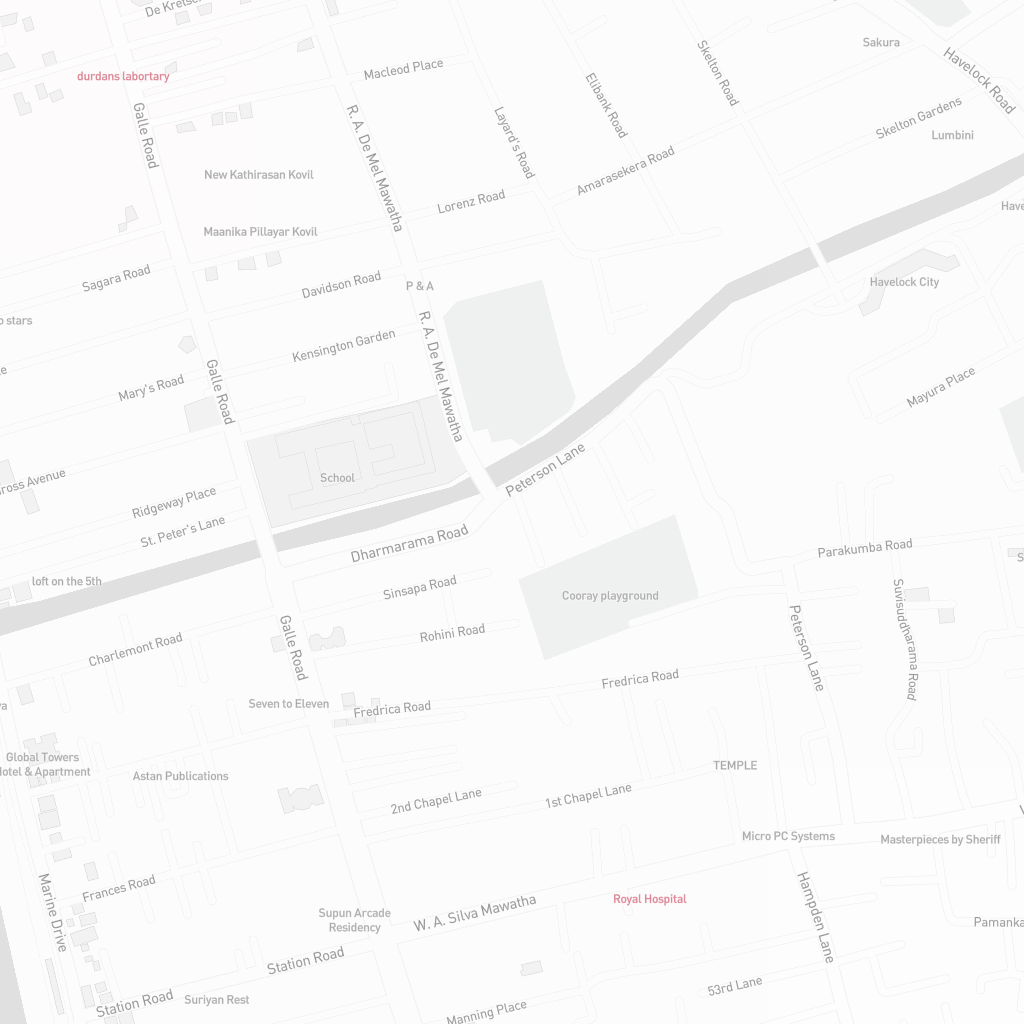 De Kretser
Sakura
durdans labortary
Macleod Place
Skelton Road
Havelock Road
Elibank Road
Galle Road
R. A. De Mel Mawatha
Layard's Road
Skelton Gardens
Lumbini
New Kathirasan Kovil
Amarasekera Road
Lorenz Road
Have
Maanika Pillayar Kovil
Sagara Road
Davidson Road
P & A
Havelock City
stars
Kensington Garden
R. A. De Mel Mawatha
Mary's Road
Galle Road
Mayura Place
ross Avenue
School
Peterson Lane
Ridgeway Place
St. Peter's Lane
Dharmarama Road
Parakumba Road
loft on the 5th
Sinsapa Road
Cooray playground
Suvisuddharama Road
Charlemont Road
Galle Road
Rohini Road
Peterson Lane
Fredrica Road
Seven to Eleven
Fredrica Road
Global Towers
Hotel & Apartment
Astan Publications
TEMPLE
2nd Chapel Lane
1st Chapel Lane
Micro PC Systems
Masterpieces by Sheriff
Frances Road
Marine Drive
Royal Hospital
Hampden Lane
Supun Arcade
Residency
W. A. Silva Mawatha
Pamanka
Station Road
Station Road
Suriyan Rest
53rd Lane
Manning Place